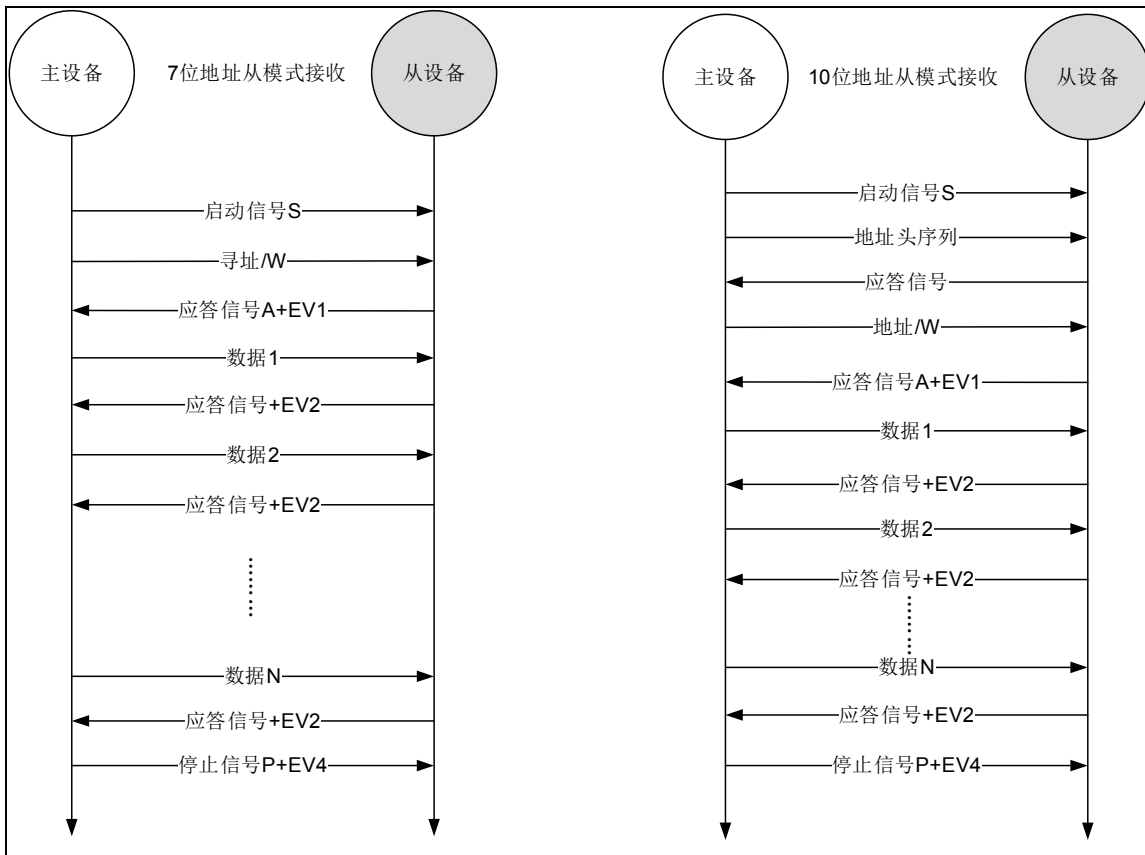 主设备
7位地址从模式接收
从设备
启动信号S
寻址/W
应答信号A+EV1
数据1
应答信号+EV2
数据2
应答信号+EV2
数据N
应答信号+EV2
停止信号P+EV4
主设备
10位地址从模式接收
从设备
启动信号S
地址头序列
应答信号
地址/W
应答信号A+EV1
数据1
应答信号+EV2
数据2
应答信号+EV2
数据N
应答信号+EV2
停止信号P+EV4